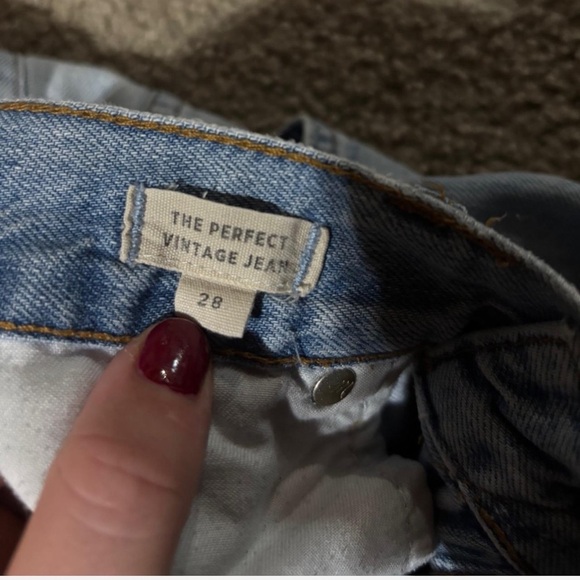 THE PERFECT
VINTAGE JEAN
28